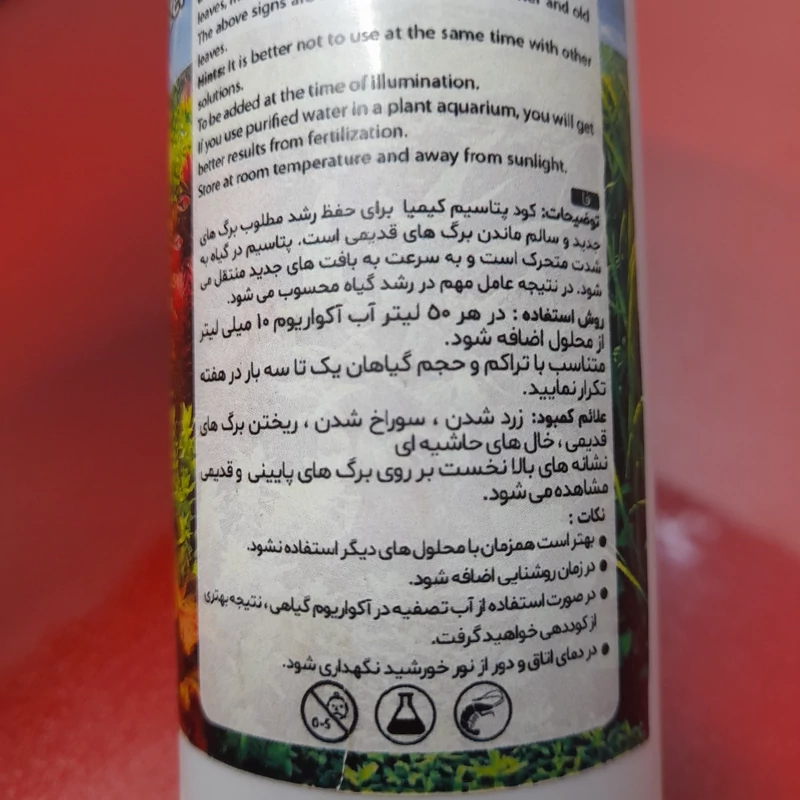 leaves,
The above signs are and old
leaves.
Hints: It is better not to use at the same time with other
solutions.
To be added at the time of illumination.
If you use purified water in a plant aquarium, you will get
better results from fertilization.
Store at room temperature and away from sunlight.
فا
توضیحات: کود پتاسیم کیمیا برای حفظ رشد مطلوب برگ های
جدید و سالم ماندن برگ های قدیمی است. پتاسیم در گیاه به
شدت متحرک است و به سرعت به بافت های جدید منتقل می
شود. در نتیجه عامل مهم در رشد گیاه محسوب می شود.
روش استفاده : در هر ۵۰ لیتر آب آکواریوم ۱۰ میلی لیتر
از محلول اضافه شود.
متناسب با تراکم و حجم گیاهان یک تا سه بار در هفته
تکرار نمایید.
علائم کمبود: زرد شدن ، سوراخ شدن ، ریختن برگ های
قدیمی ، خال های حاشیه ای
نشانه های بالا نخست بر روی برگ های پایینی و قدیمی
مشاهده می شود.
نکات :
● بهتر است همزمان با محلول های دیگر استفاده نشود.
● در زمان روشنایی اضافه شود.
● در صورت استفاده از آب تصفیه در آکواریوم گیاهی ، نتیجه بهتری
از کوددهی خواهید گرفت.
● در دمای اتاق و دور از نور خورشید نگهداری شود.
0-5